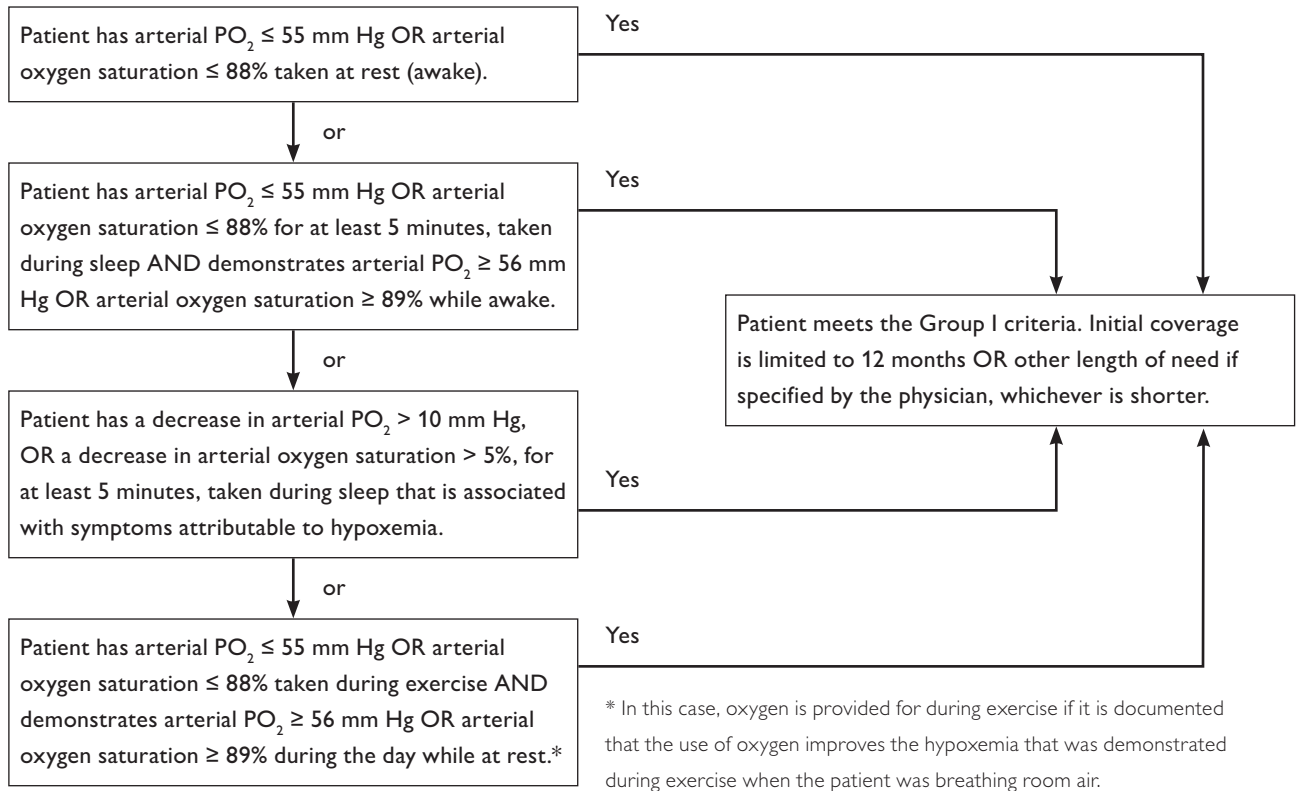 Patient has arterial PO₂ ≤ 55 mm Hg OR arterial
oxygen saturation ≤ 88% taken at rest (awake).
Yes
or
Patient has arterial PO₂ ≤ 55 mm Hg OR arterial
oxygen saturation ≤ 88% for at least 5 minutes, taken
during sleep AND demonstrates arterial PO₂ ≥ 56 mm
Hg OR arterial oxygen saturation ≥ 89% while awake.
Yes
or
Patient has a decrease in arterial PO₂ > 10 mm Hg,
OR a decrease in arterial oxygen saturation > 5%, for
at least 5 minutes, taken during sleep that is associated
with symptoms attributable to hypoxemia.
Yes
or
Patient has arterial PO₂ ≤ 55 mm Hg OR arterial
oxygen saturation ≤ 88% taken during exercise AND
demonstrates arterial PO₂ ≥ 56 mm Hg OR arterial
oxygen saturation ≥ 89% during the day while at rest.*
Yes
Patient meets the Group I criteria. Initial coverage
is limited to 12 months OR other length of need if
specified by the physician, whichever is shorter.
* In this case, oxygen is provided for during exercise if it is documented
that the use of oxygen improves the hypoxemia that was demonstrated
during exercise when the patient was breathing room air.